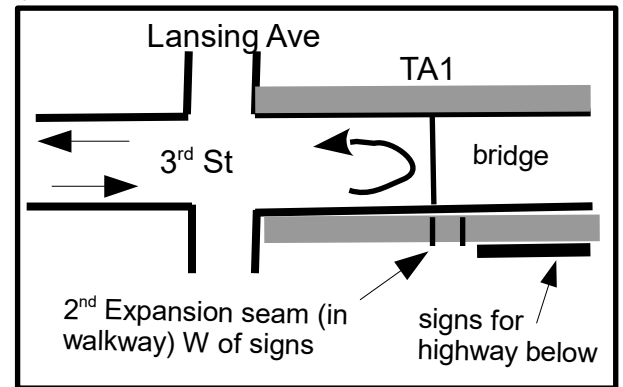 Lansing Ave
TA1
3rd St
bridge
2nd Expansion seam (in
walkway) W of signs
signs for
highway below